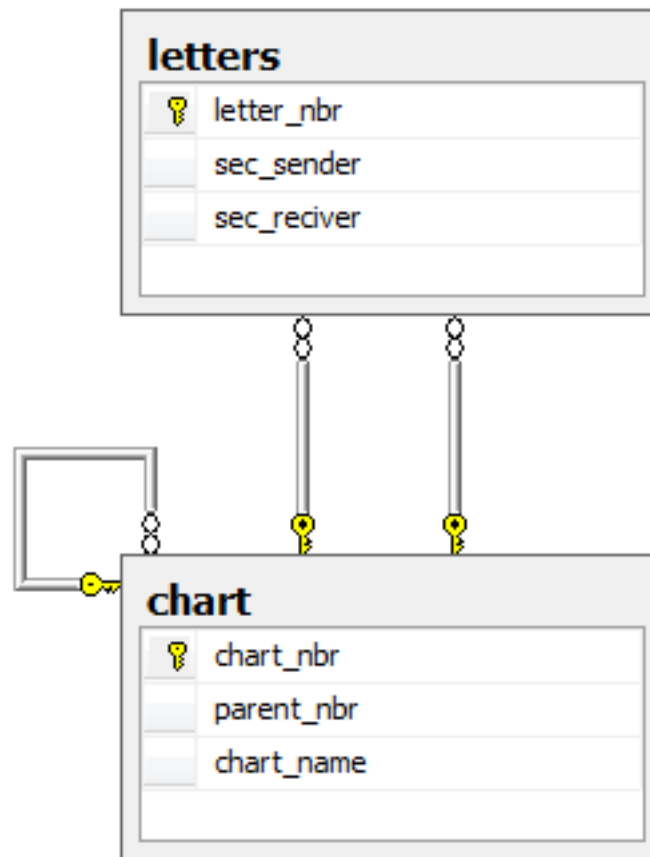 letters
letter_nbr
sec_sender
sec_reciver
chart
chart_nbr
parent_nbr
chart_name